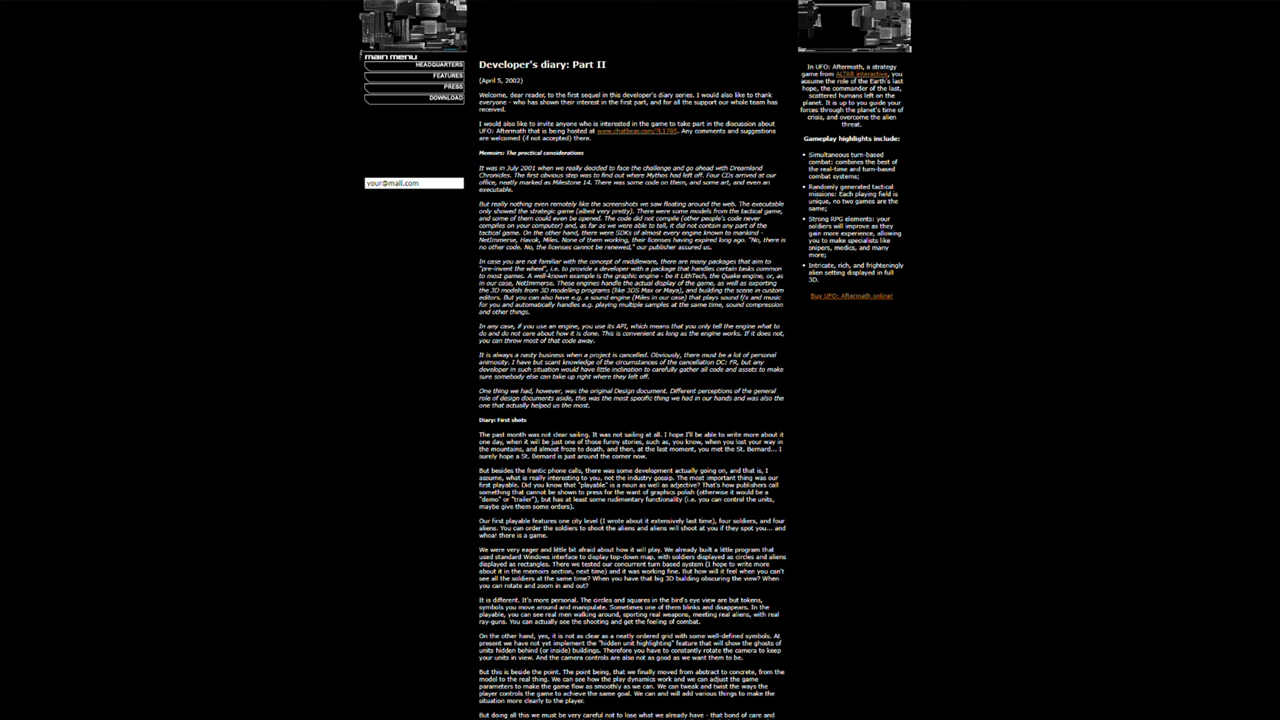 MAIN MENU
HEADQUARTERS
FEATURES
PRESS
DOWNLOAD
your@mail.com
Developer's diary: Part II
(April 5, 2002)
Welcome, dear reader, to the first sequel in this developer's diary series. I would also like to thank
everyone - who has shown their interest in the first part, and for all the support our whole team has
received.
I would also like to invite anyone who is interested in the game to take part in the discussion about
UFO: Aftermath that is being hosted at www.chatbear.com/?L1785. Any comments and suggestions
are welcomed (if not accepted) there.
Memoirs: The practical considerations
It was in July 2001 when we really decided to face the challenge and go ahead with Dreamland
Chronicles. The first obvious step was to find out where Mythos had left off. Four CDs arrived at our
office, neatly marked as Milestone 14. There was some code on them, and some art, and even an
executable.
But really nothing even remotely like the screenshots we saw floating around the web. The executable
only showed the strategic game (albeit very pretty). There were some models from the tactical game,
and some of them could even be opened. The code did not compile (other people's code never
compiles on your computer) and, as far as we were able to tell, it did not contain any part of the
tactical game. On the other hand, there were SDKs of almost every engine known to mankind -
NetImmerse, Havok, Miles. None of them working, their licenses having expired long ago. "No, there is
no other code. No, the licenses cannot be renewed," our publisher assured us.
In case you are not familiar with the concept of middleware, there are many packages that aim to
"pre-invent the wheel", i.e. to provide a developer with a package that handles certain tasks common
to most games. A well-known example is the graphic engine - be it LithTech, the Quake engine, or, as
in our case, NetImmerse. These engines handle the actual display of the game, as well as exporting
the 3D models from 3D modelling programs (like 3DS Max or Maya), and building the scene in custom
editors. But you can also have e.g. a sound engine (Miles in our case) that plays sound f/x and music
for you and automatically handles e.g. playing multiple samples at the same time, sound compression
and other things.
In any case, if you use an engine, you use its API, which means that you only tell the engine what to
do and do not care about how it is done. This is convenient as long as the engine works. If it does not,
you can throw most of that code away.
It is always a nasty business when a project is cancelled. Obviously, there must be a lot of personal
animosity. I have but scant knowledge of the circumstances of the cancellation DC: FR, but any
developer in such situation would have little inclination to carefully gather all code and assets to make
sure somebody else can take up right where they left off.
One thing we had, however, was the original Design document. Different perceptions of the general
role of design documents aside, this was the most specific thing we had in our hands and was also the
one that actually helped us the most.
Diary: First shots
The past month was not clear sailing. It was not sailing at all. I hope I'll be able to write more about it
one day, when it will be just one of those funny stories, such as, you know, when you lost your way in
the mountains, and almost froze to death, and then, at the last moment, you met the St. Bernard... I
surely hope a St. Bernard is just around the corner now.
But besides the frantic phone calls, there was some development actually going on, and that is, I
assume, what is really interesting to you, not the industry gossip. The most important thing was our
first playable. Did you know that "playable" is a noun as well as adjective? That's how publishers call
something that cannot be shown to press for the want of graphics polish (otherwise it would be a
"demo" or "trailer"), but has at least some rudimentary functionality (i.e. you can control the units,
maybe give them some orders).
Our first playable features one city level (I wrote about it extensively last time), four soldiers, and four
aliens. You can order the soldiers to shoot the aliens and aliens will shoot at you if they spot you... and
whoa! there is a game.
We were very eager and little bit afraid about how it will play. We already built a little program that
used standard Windows interface to display top-down map, with soldiers displayed as circles and aliens
displayed as rectangles. There we tested our concurrent turn based system (I hope to write more
about it in the memoirs section, next time) and it was working fine. But how will it feel when you can't
see all the soldiers at the same time? When you have that big 3D building obscuring the view? When
you can rotate and zoom in and out?
It is different. It's more personal. The circles and squares in the bird's eye view are but tokens,
symbols you move around and manipulate. Sometimes one of them blinks and disappears. In the
playable, you can see real men walking around, sporting real weapons, meeting real aliens, with real
ray-guns. You can actually see the shooting and get the feeling of combat.
On the other hand, yes, it is not as clear as a neatly ordered grid with some well-defined symbols. At
present we have not yet implement the "hidden unit highlighting" feature that will show the ghosts of
units hidden behind (or inside) buildings. Therefore you have to constantly rotate the camera to keep
your units in view. And the camera controls are also not as good as we want them to be.
But this is beside the point. The point being, that we finally moved from abstract to concrete, from the
model to the real thing. We can see how the play dynamics work and we can adjust the game
parameters to make the game flow as smoothly as we can. We can tweak and twist the ways the
player controls the game to achieve the same goal. We can and will add various things to make the
situation more clearly to the player.
But doing all this we must be very careful not to lose what we already have - that bond of care and
In UFO: Aftermath, a strategy
game from ALTAR interactive, you
assume the role of the Earth's last
hope, the commander of the last,
scattered humans left on the
planet. It is up to you guide your
forces through the planet's time of
crisis, and overcome the alien
threat.
Gameplay highlights include:
• Simultaneous turn-based
combat: combines the best of
the real-time and turn-based
combat systems;
• Randomly generated tactical
missions: Each playing field is
unique, no two games are the
same;
• Strong RPG elements: your
soldiers will improve as they
gain more experience, allowing
you to make specialists like
snipers, medics, and many
more;
• Intricate, rich, and frighteningly
alien setting displayed in full
3D.
Buy UFO: Aftermath online!